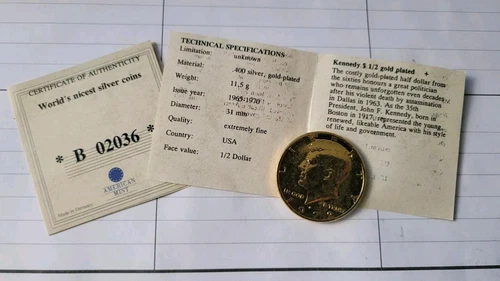 CERTIFICATE OF AUTHENTICITY
World's nicest silver coins
* B 02036 *
AMERICAN
MINT
Made in Germany
TECHNICAL SPECIFICATIONS
Limitation: unknown
Material: .400 silver, gold-plated
Weight: 11,5 g
Issue year: 1965-1970
Diameter: 31 mm
Quality: extremely fine
Country: USA
Face value: 1/2 Dollar
Kennedy $ 1/2 gold plated
The costly gold-plated half dollar from
the sixties honours a great politician
who remains unforgotten even decades
after his violent death by assassination
in Dallas in 1963. As the 35th
President, John F. Kennedy, born in
Boston in 1917, represented the young,
renewed, likeable America with his style
of life and government.